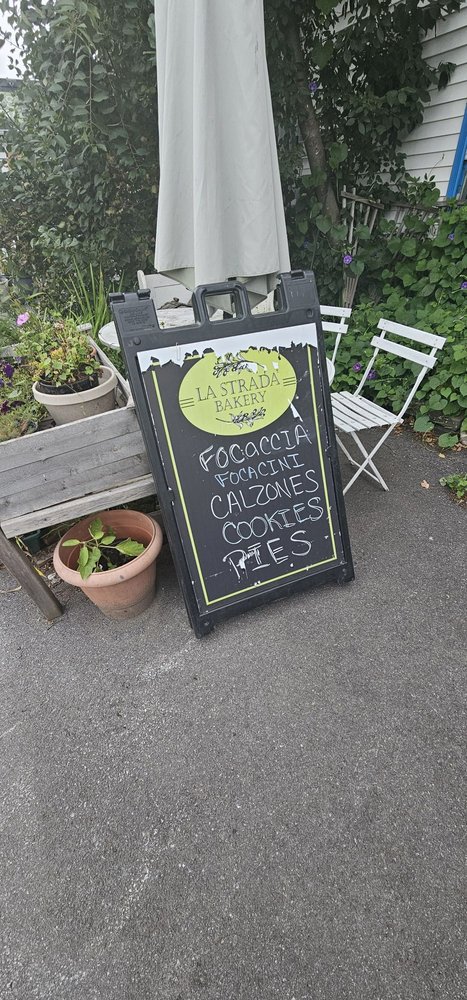 LA STRADA
BAKERY
FOCACCIA
FOCACINI
CALZONES
COOKIES
PIES